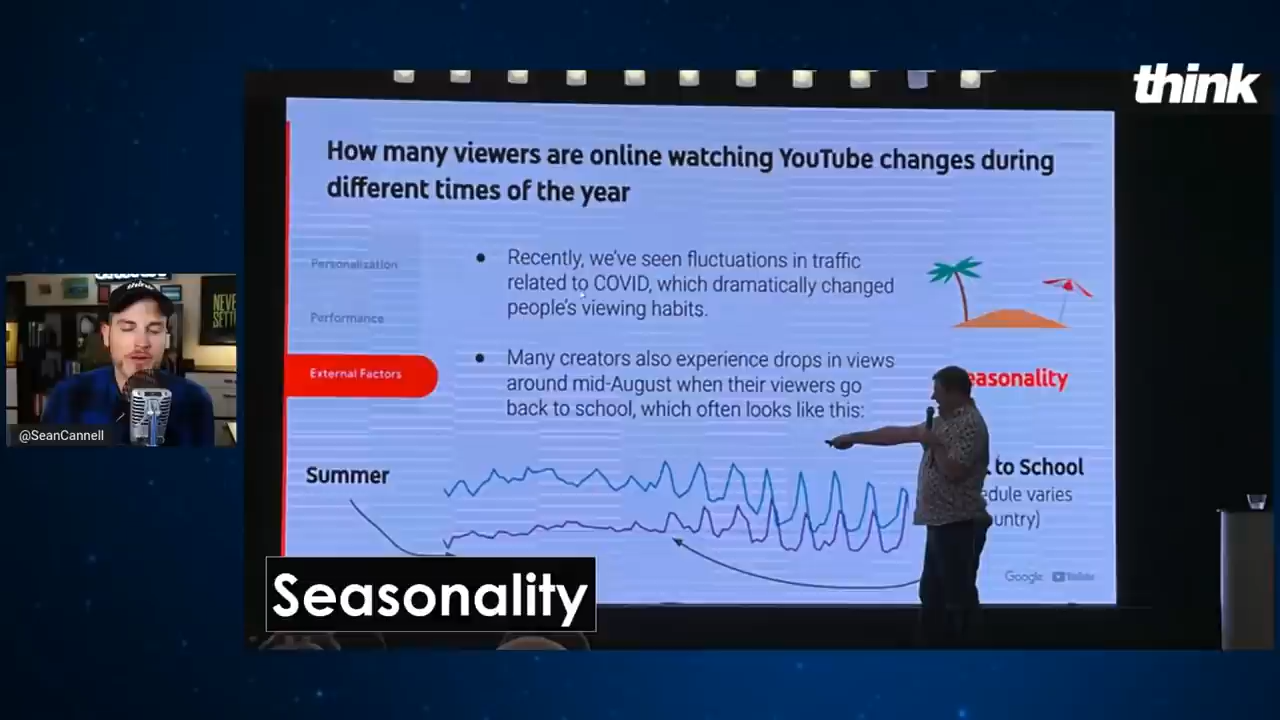 think
How many viewers are online watching YouTube changes during
different times of the year
Personalization
Performance
External Factors
● Recently, we've seen fluctuations in traffic
related to COVID, which dramatically changed
people's viewing habits.
● Many creators also experience drops in views
around mid-August when their viewers go
back to school, which often looks like this:
easonality
NEVE
SETT
@SeanCannell
Summer
to School
edule varies
untry)
Google YouTube
Seasonality